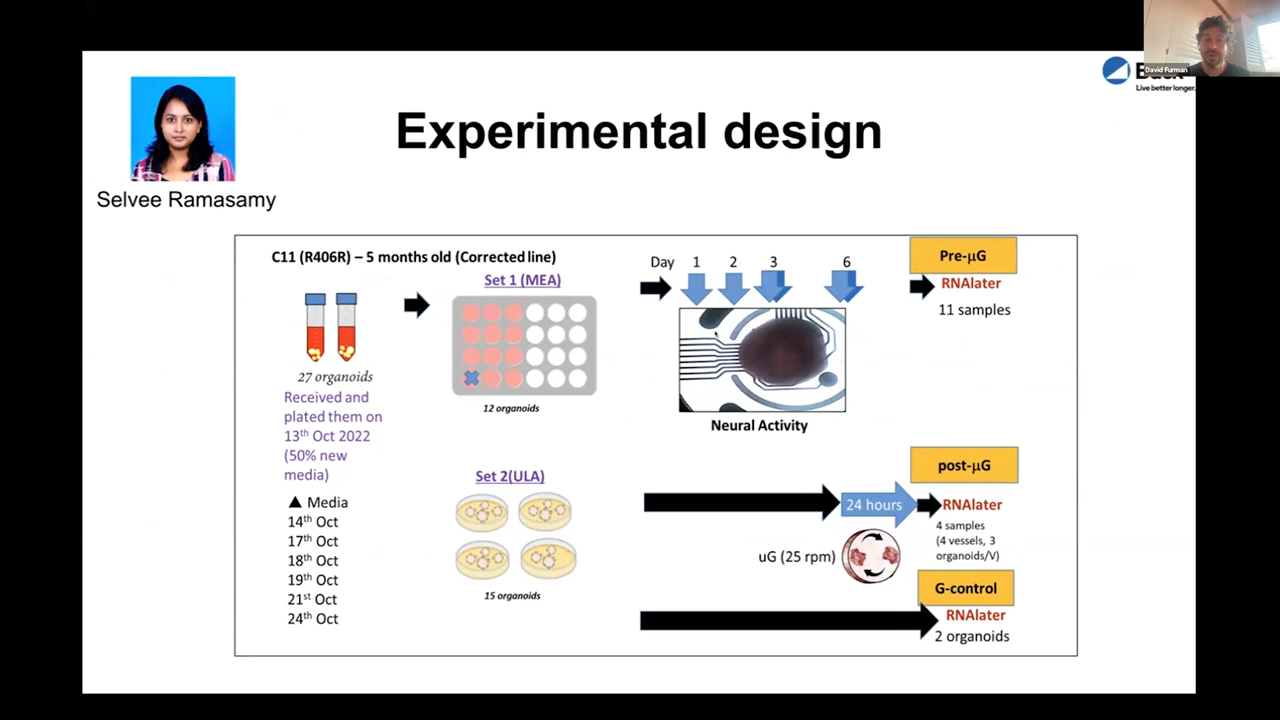 David Furman
Live better longer.
Experimental design
Selvee Ramasamy
C11 (R406R) – 5 months old (Corrected line)
Set 1 (MEA)
27 organoids
Received and
plated them on
13th Oct 2022
(50% new
media)
▲ Media
14th Oct
17th Oct
18th Oct
19th Oct
21st Oct
24th Oct
12 organoids
Set 2(ULA)
15 organoids
Day 1 2 3 6
Neural Activity
Pre-µG
RNAlater
11 samples
24 hours
uG (25 rpm)
post-µG
RNAlater
4 samples
(4 vessels, 3
organoids/V)
G-control
RNAlater
2 organoids